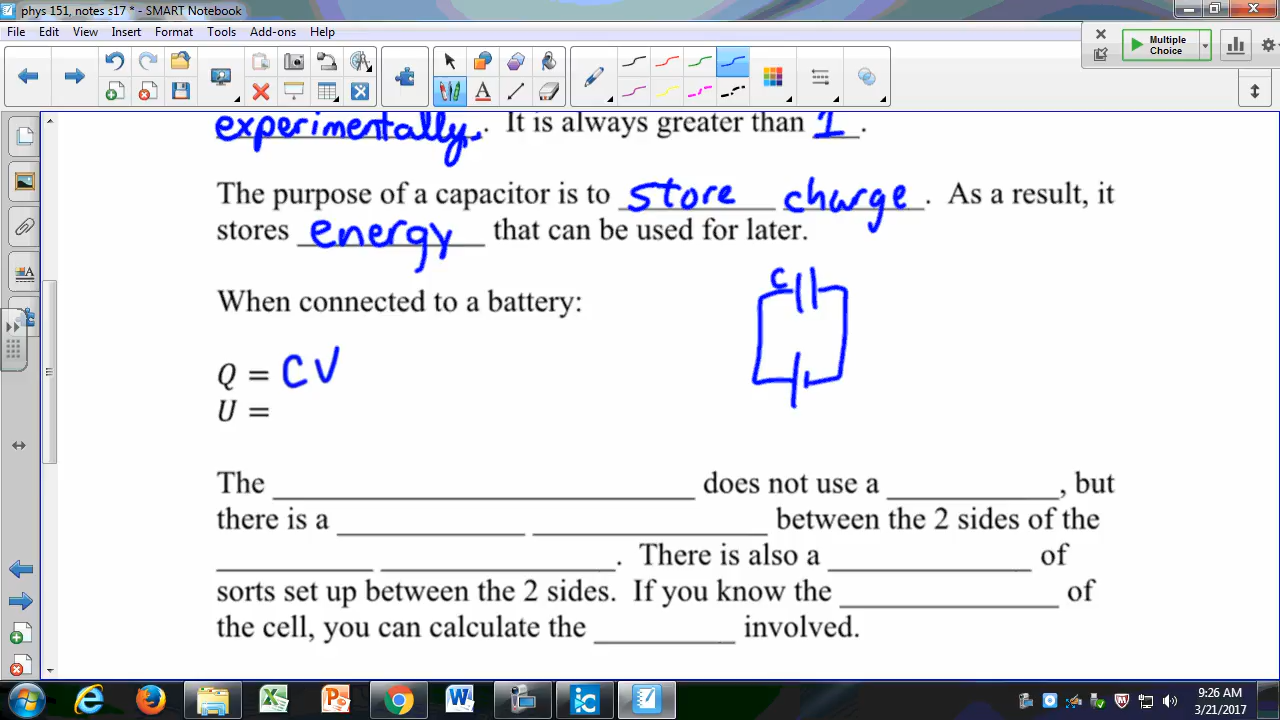 phys 151, notes s17 * - SMART Notebook
File Edit View Insert Format Tools Add-ons Help
Multiple Choice
experimentally. It is always greater than 1.
The purpose of a capacitor is to store charge. As a result, it
stores energy that can be used for later.
When connected to a battery:
C
Q = CV
U =
The ____ does not use a ____, but
there is a ____ ____ between the 2 sides of the
____ ____. There is also a ____ of
sorts set up between the 2 sides. If you know the ____ of
the cell, you can calculate the ____ involved.
9:26 AM
3/21/2017